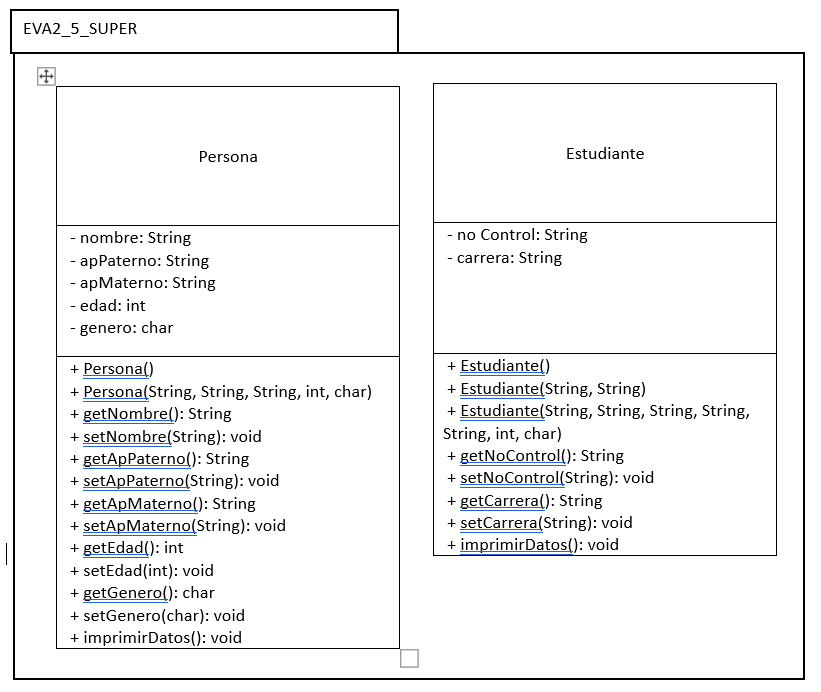 EVA2_5_SUPER
Persona
- nombre: String
- apPaterno: String
- apMaterno: String
- edad: int
- genero: char
+ Persona()
+ Persona(String, String, String, int, char)
+ getNombre(): String
+ setNombre(String): void
+ getApPaterno(): String
+ setApPaterno(String): void
+ getApMaterno(): String
+ setApMaterno(String): void
+ getEdad(): int
+ setEdad(int): void
+ getGenero(): char
+ setGenero(char): void
+ imprimirDatos(): void
Estudiante
- no Control: String
- carrera: String
+ Estudiante()
+ Estudiante(String, String)
+ Estudiante(String, String, String, String,
String, int, char)
+ getNoControl(): String
+ setNoControl(String): void
+ getCarrera(): String
+ setCarrera(String): void
+ imprimirDatos(): void